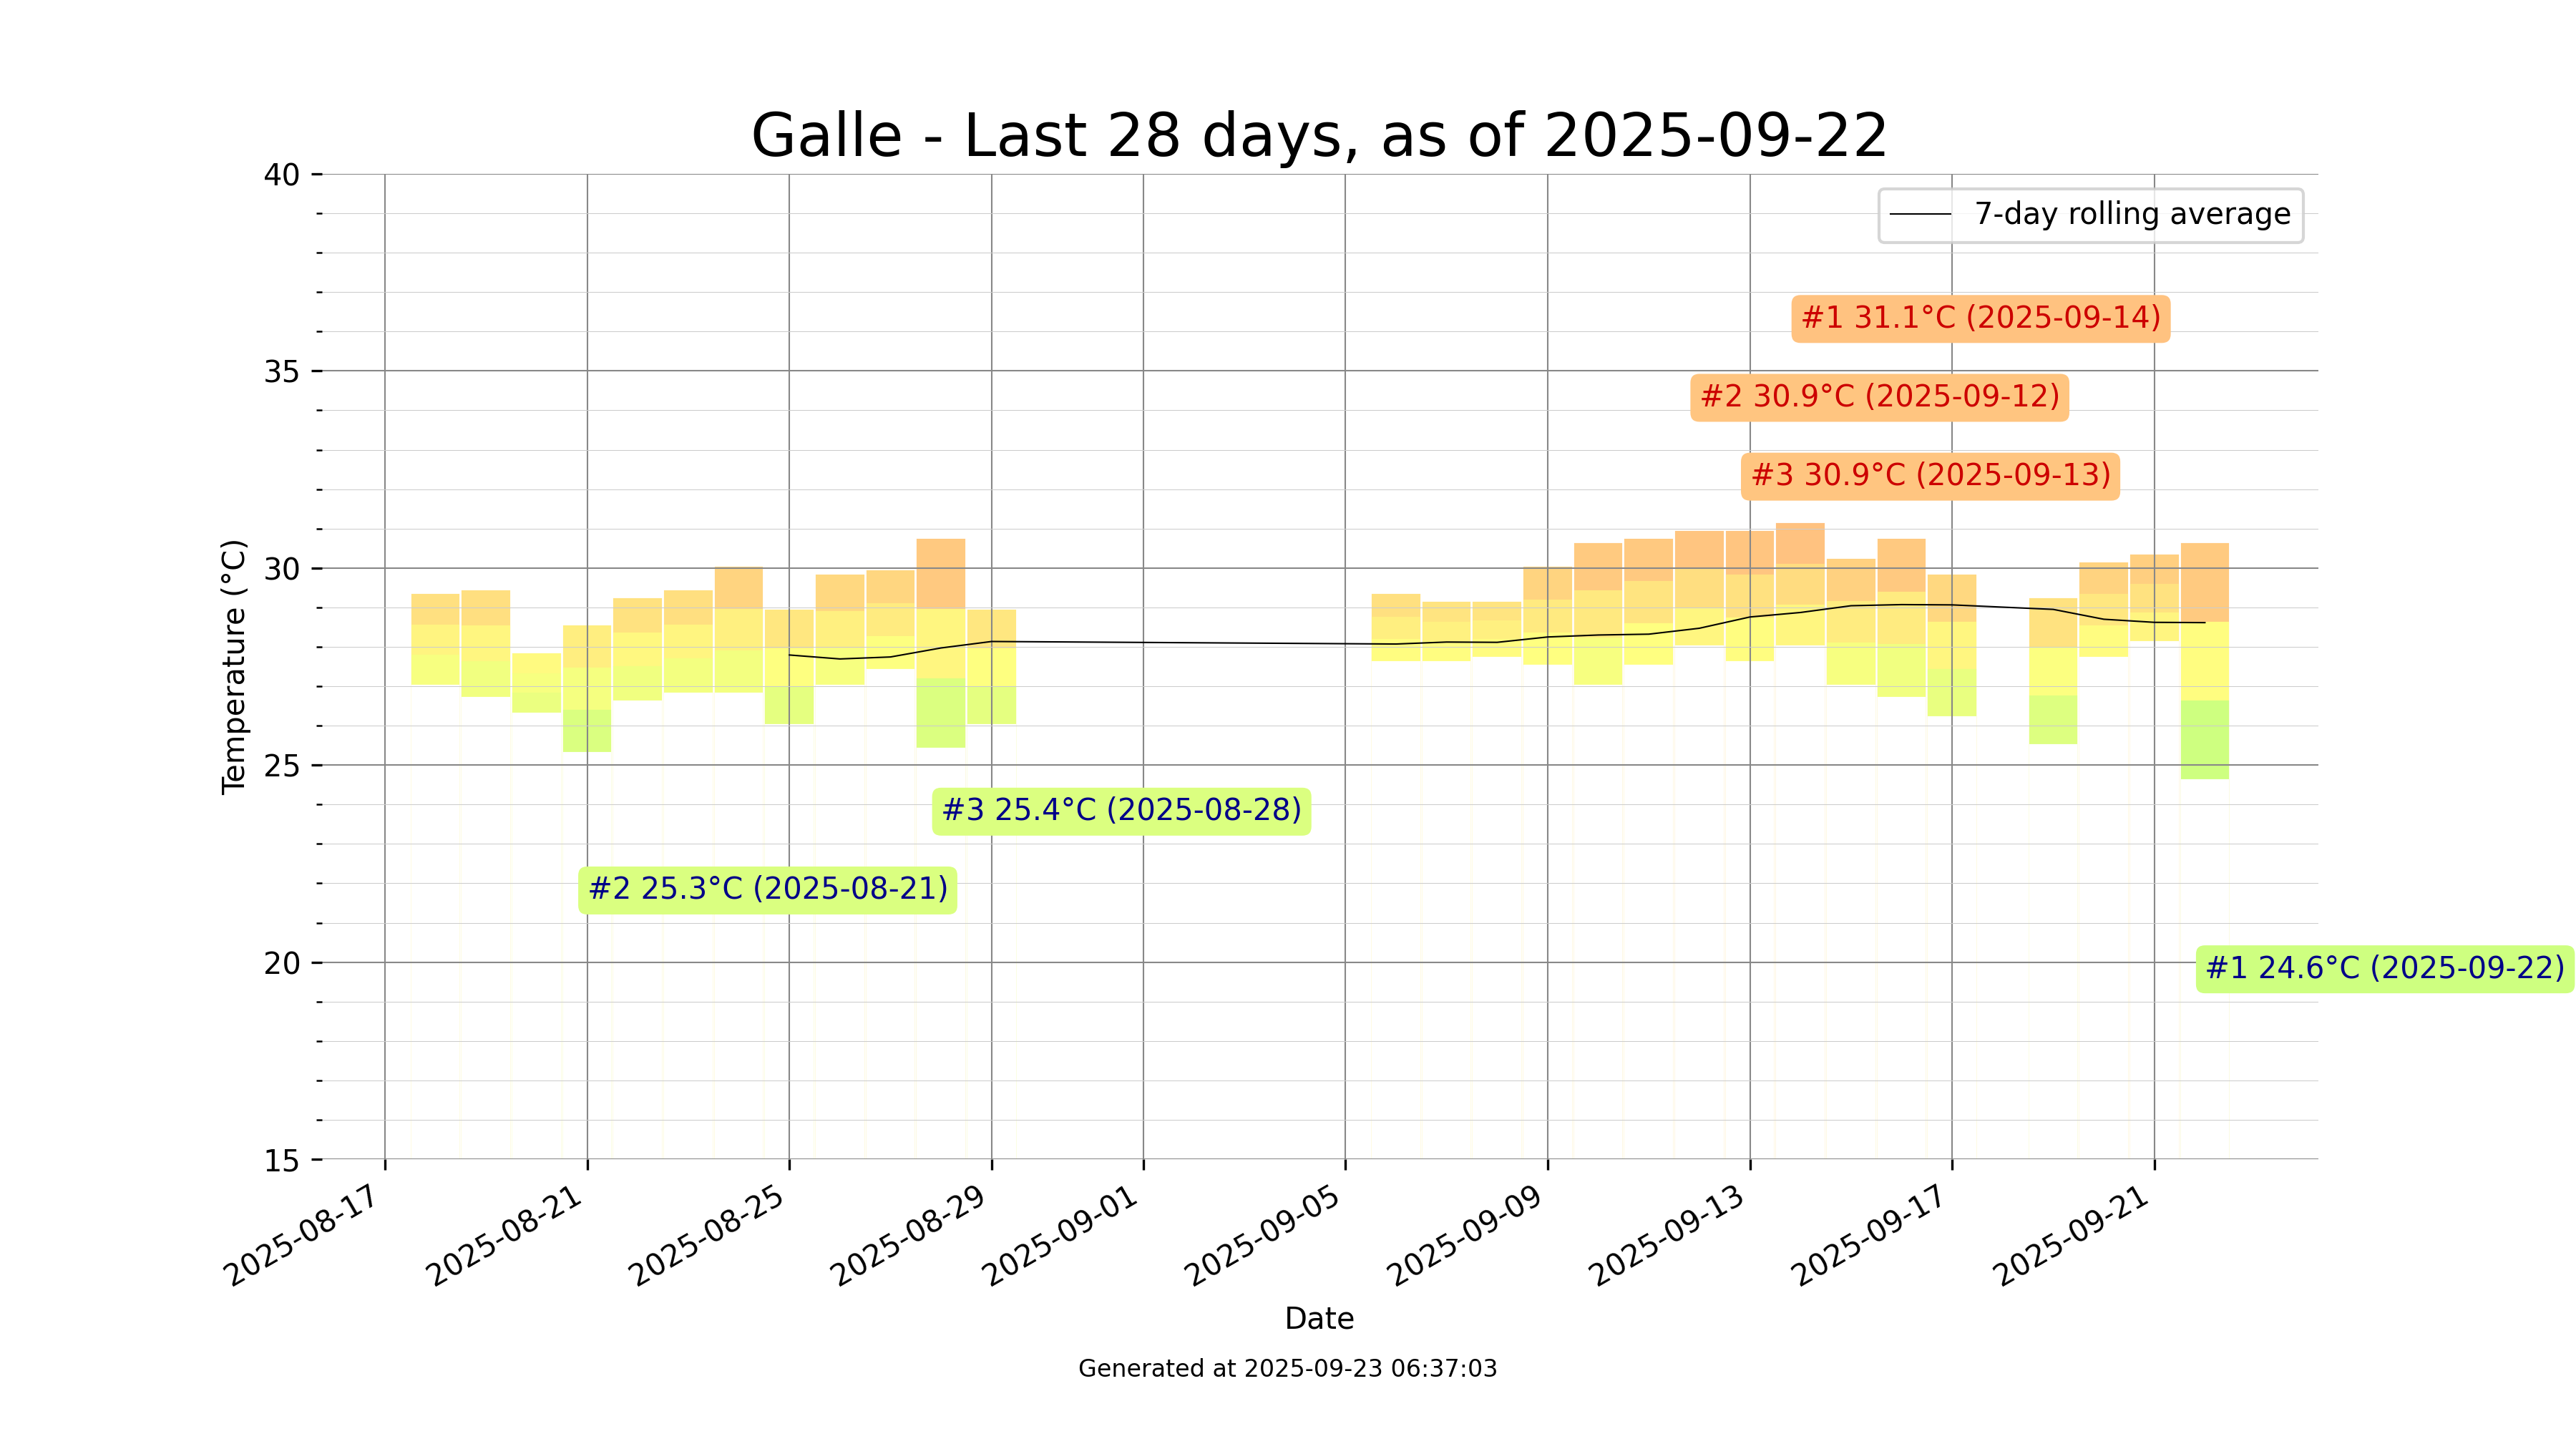 Galle - Last 28 days, as of 2025-09-22
40
35
30
25
20
15
Temperature (°C)
7-day rolling average
#1 31.1°C (2025-09-14)
#2 30.9°C (2025-09-12)
#3 30.9°C (2025-09-13)
#3 25.4°C (2025-08-28)
#2 25.3°C (2025-08-21)
#1 24.6°C (2025-09-22)
2025-08-17
2025-08-21
2025-08-25
2025-08-29
2025-09-01
2025-09-05
2025-09-09
2025-09-13
2025-09-17
2025-09-21
Date
Generated at 2025-09-23 06:37:03